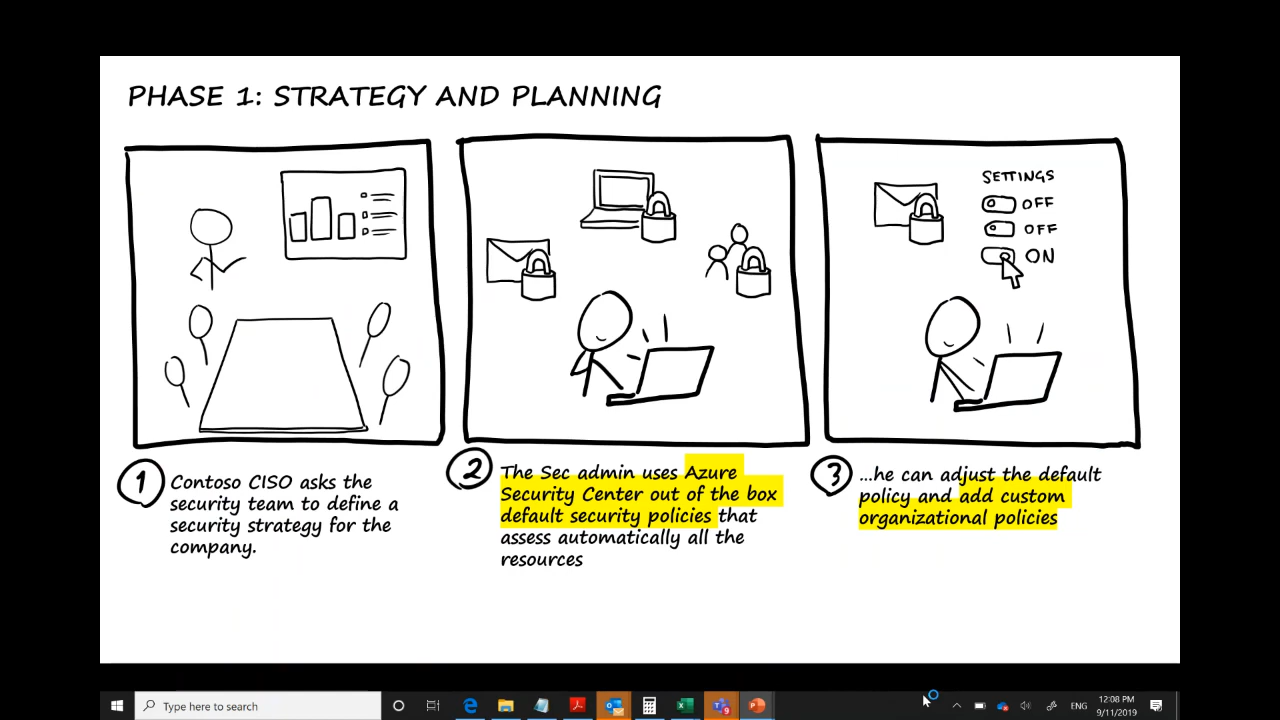 PHASE 1: STRATEGY AND PLANNING
SETTINGS
OFF
OFF
ON
1
Contoso CISO asks the
security team to define a
security strategy for the
company.
2
The Sec admin uses Azure
Security Center out of the box
default security policies that
assess automatically all the
resources
3
...he can adjust the default
policy and add custom
organizational policies
Type here to search
ENG
12:08 PM
9/11/2019